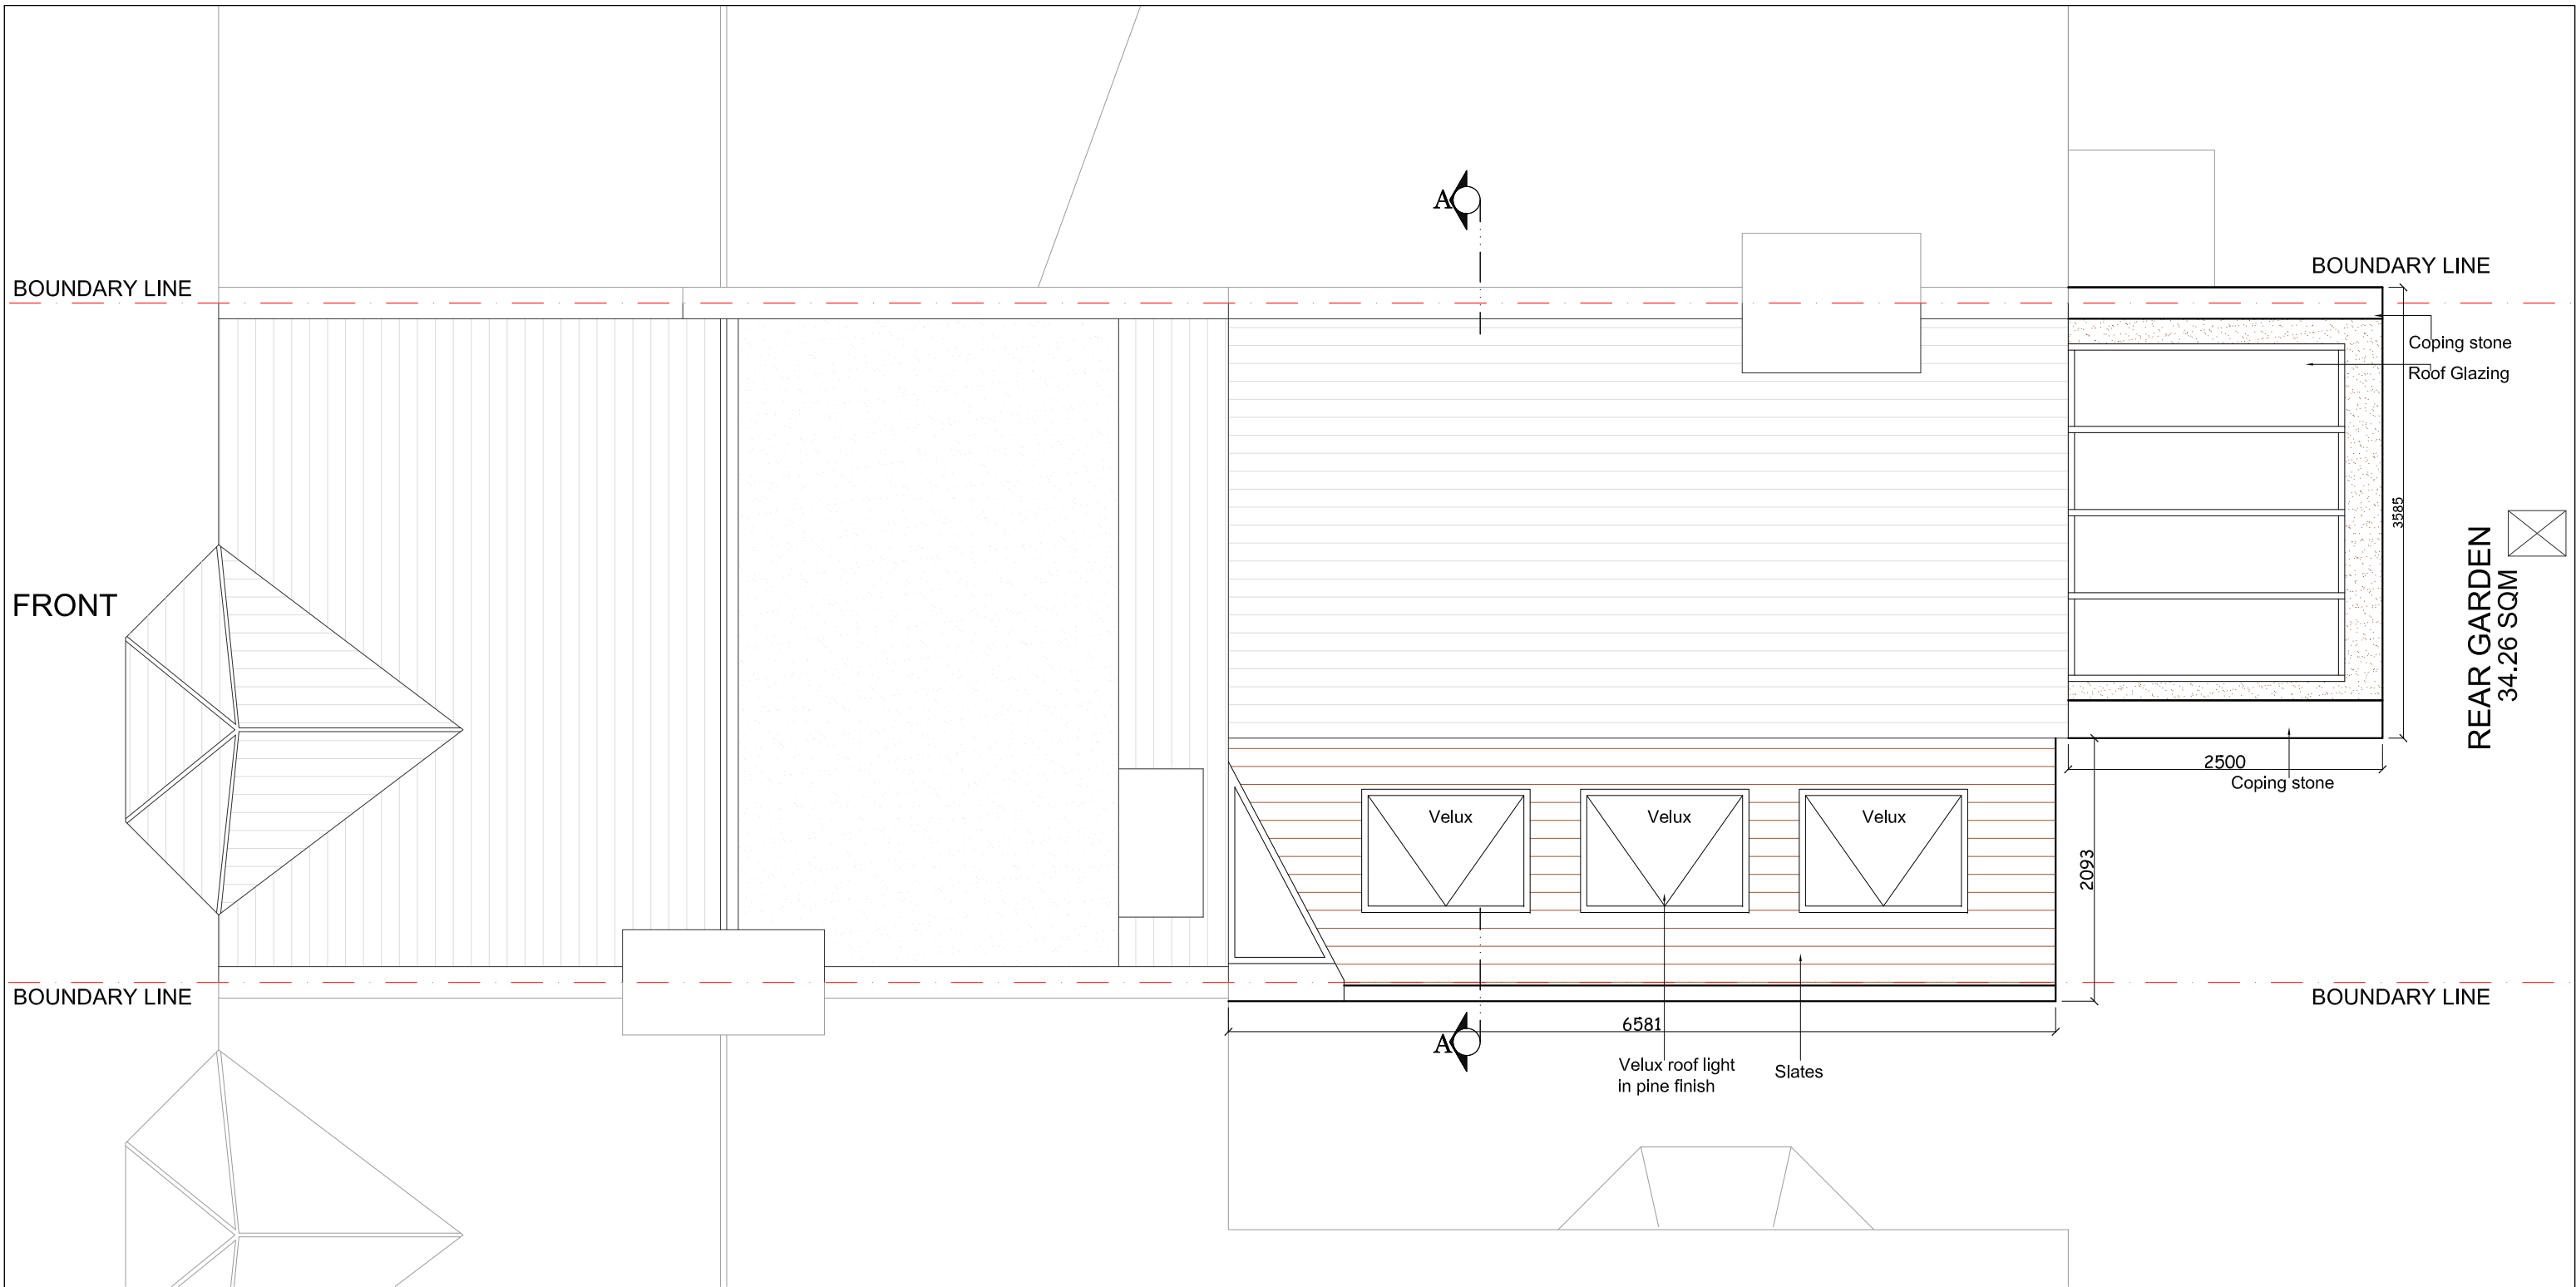 A
BOUNDARY LINE
BOUNDARY LINE
Coping stone
Roof Glazing
3585
FRONT
REAR GARDEN
34.26 SQM
2500
Coping stone
Velux
Velux
Velux
2093
BOUNDARY LINE
BOUNDARY LINE
6581
A
Velux roof light
in pine finish
Slates